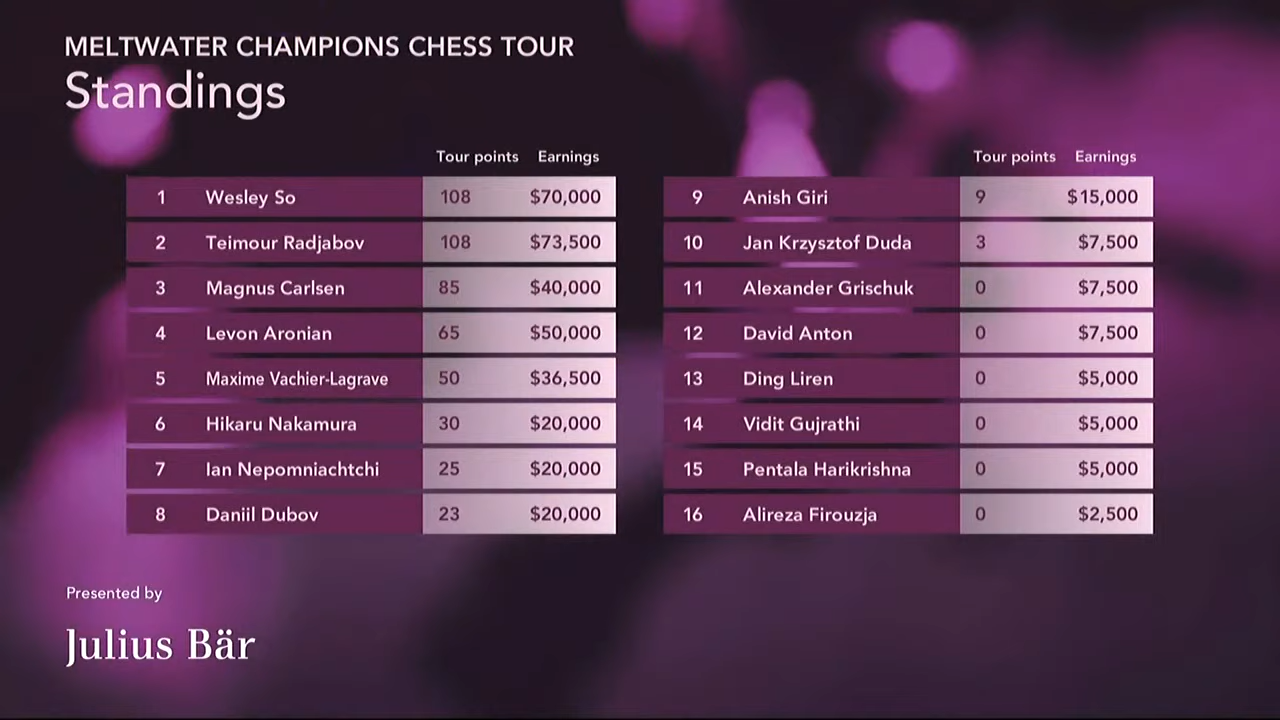 MELTWATER CHAMPIONS CHESS TOUR
Standings
Tour points Earnings
1 Wesley So 108 $70,000
2 Teimour Radjabov 108 $73,500
3 Magnus Carlsen 85 $40,000
4 Levon Aronian 65 $50,000
5 Maxime Vachier-Lagrave 50 $36,500
6 Hikaru Nakamura 30 $20,000
7 Ian Nepomniachtchi 25 $20,000
8 Daniil Dubov 23 $20,000
Tour points Earnings
9 Anish Giri 9 $15,000
10 Jan Krzysztof Duda 3 $7,500
11 Alexander Grischuk 0 $7,500
12 David Anton 0 $7,500
13 Ding Liren 0 $5,000
14 Vidit Gujrathi 0 $5,000
15 Pentala Harikrishna 0 $5,000
16 Alireza Firouzja 0 $2,500
Presented by
Julius Bär